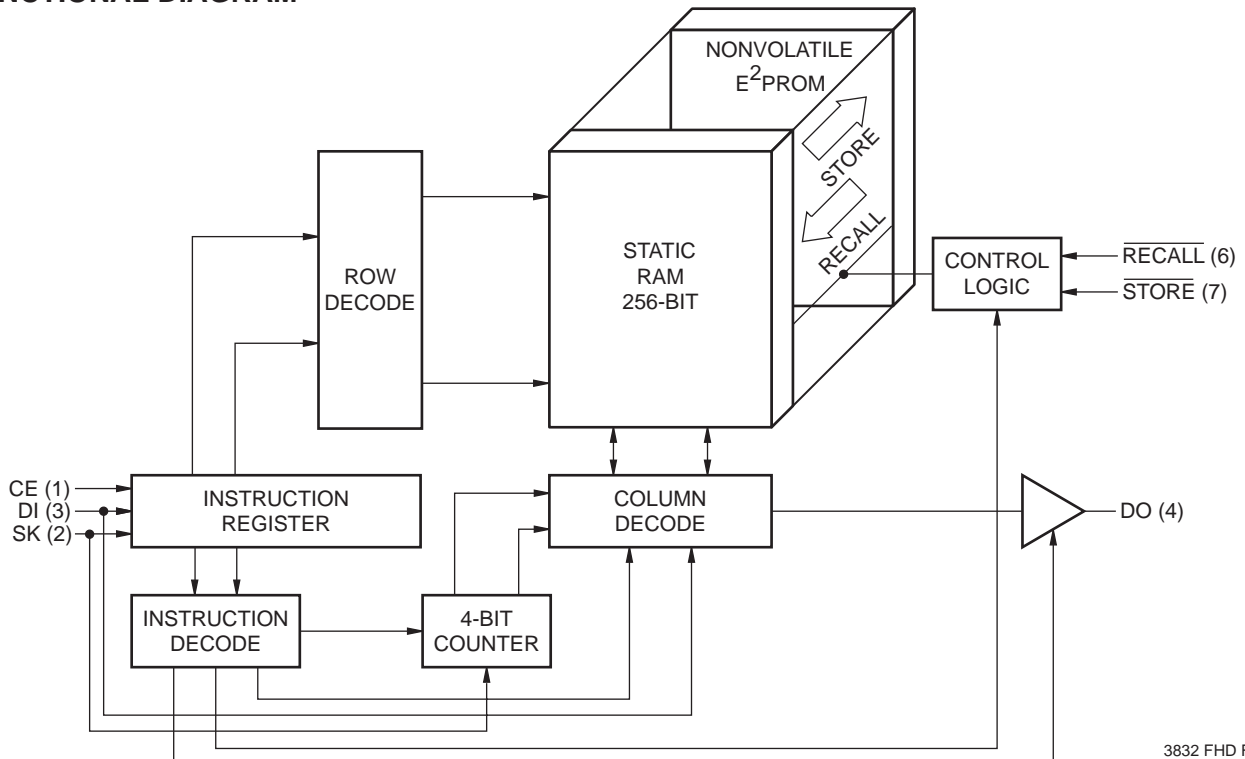 NONVOLATILE
E²PROM
STORE
RECALL
STATIC
RAM
256-BIT
ROW
DECODE
CONTROL
LOGIC
RECALL (6)
STORE (7)
CE (1)
DI (3)
SK (2)
INSTRUCTION
REGISTER
COLUMN
DECODE
DO (4)
INSTRUCTION
DECODE
4-BIT
COUNTER
3832 FHD